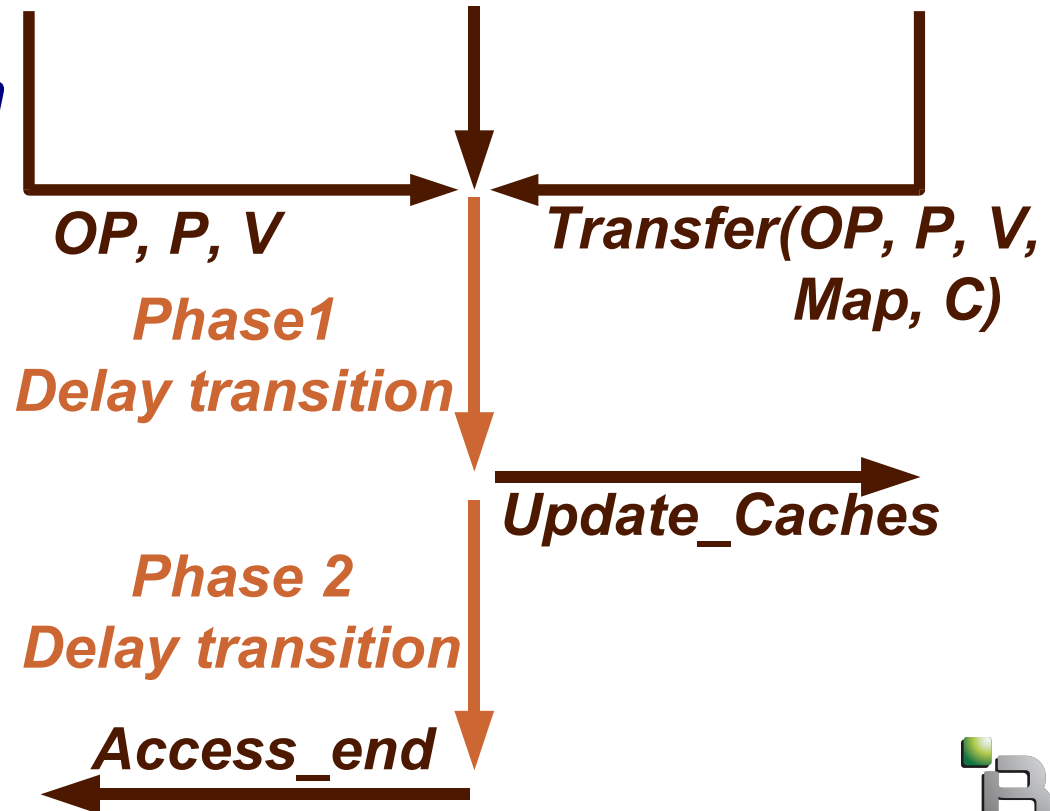 OP, P, V
Transfer(OP, P, V,
Map, C)
Phase1
Delay transition
Update_Caches
Phase 2
Delay transition
Access_end